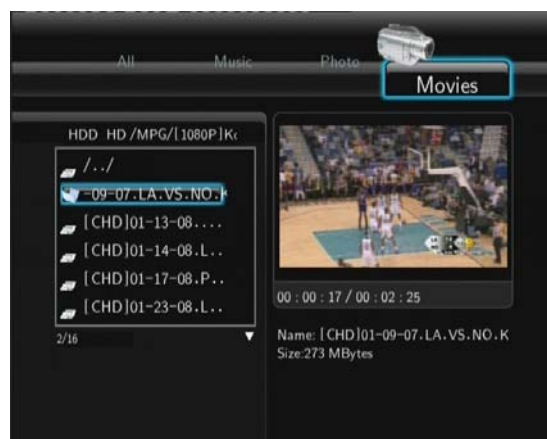 All Music Photo Movies
HDD HD /MPG/[1080P]K
/../
-09-07.LA.VS.NO.K
[CHD]01-13-08....
[CHD]01-14-08.L..
[CHD]01-17-08.P..
[CHD]01-23-08.L..
2/16
00 : 00 : 17 / 00 : 02 : 25
Name: [CHD]01-09-07.LA.VS.NO.K
Size:273 MBytes